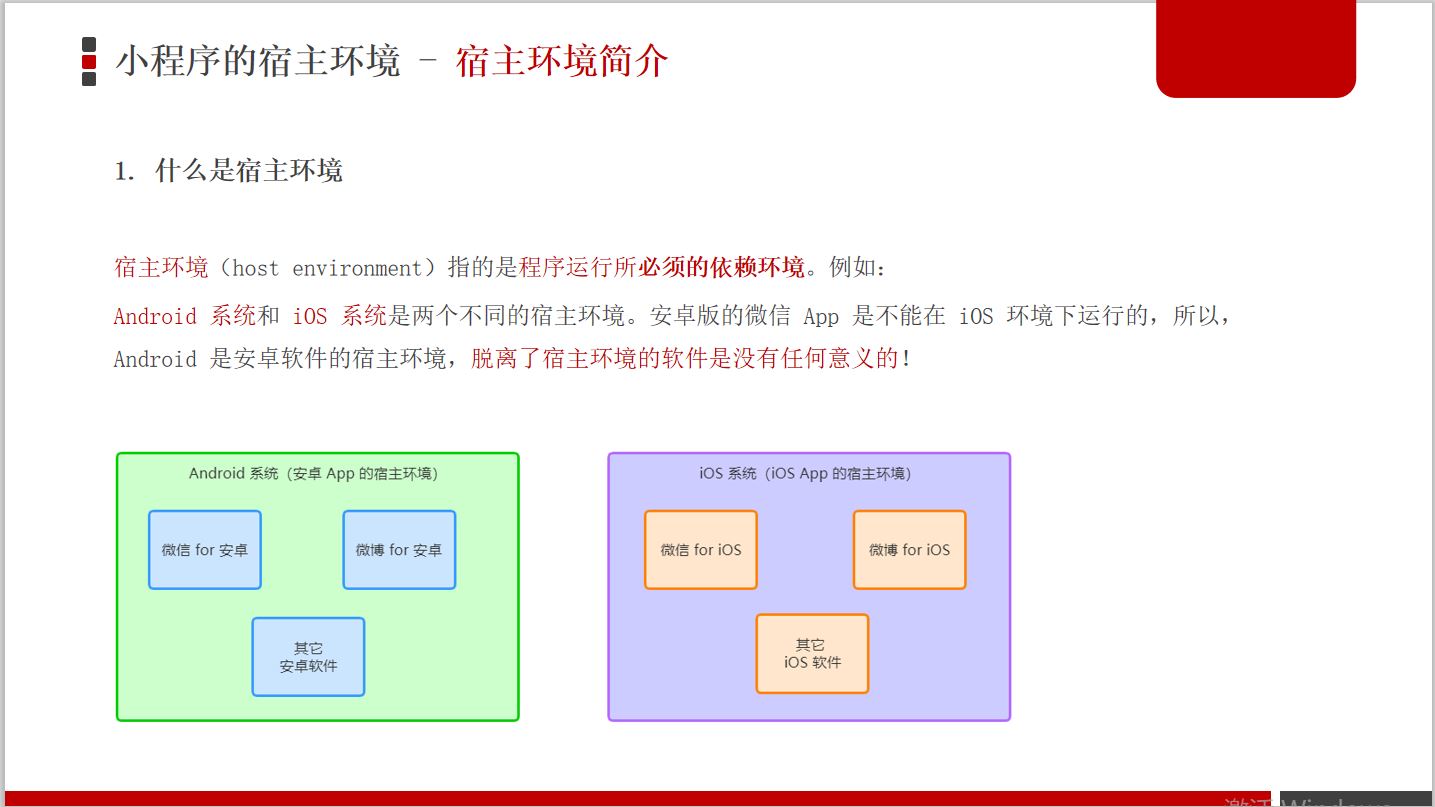 小程序的宿主环境 - 宿主环境简介
1. 什么是宿主环境
宿主环境（host environment）指的是程序运行所必须的依赖环境。例如：
Android 系统和 iOS 系统是两个不同的宿主环境。安卓版的微信 App 是不能在 iOS 环境下运行的，所以，
Android 是安卓软件的宿主环境，脱离了宿主环境的软件是没有任何意义的！
Android 系统（安卓 App 的宿主环境）
微信 for 安卓
微博 for 安卓
其它
安卓软件
iOS 系统（iOS App 的宿主环境）
微信 for iOS
微博 for iOS
其它
iOS 软件
激活 Windows